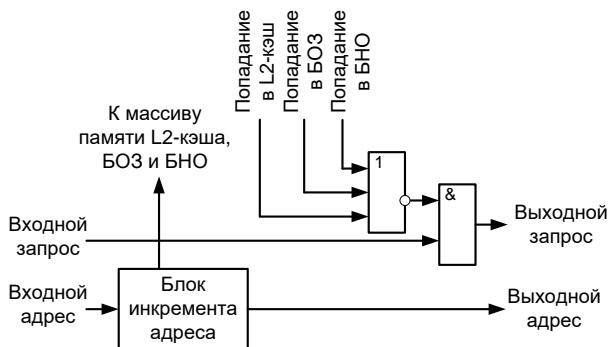 Попадание
в L2-кэш
Попадание
в БОЗ
Попадание
в БНО
К массиву
памяти L2-кэша,
БОЗ и БНО
1
&
Входной
запрос
Выходной
запрос
Входной
адрес
Блок
инкремента
адреса
Выходной
адрес